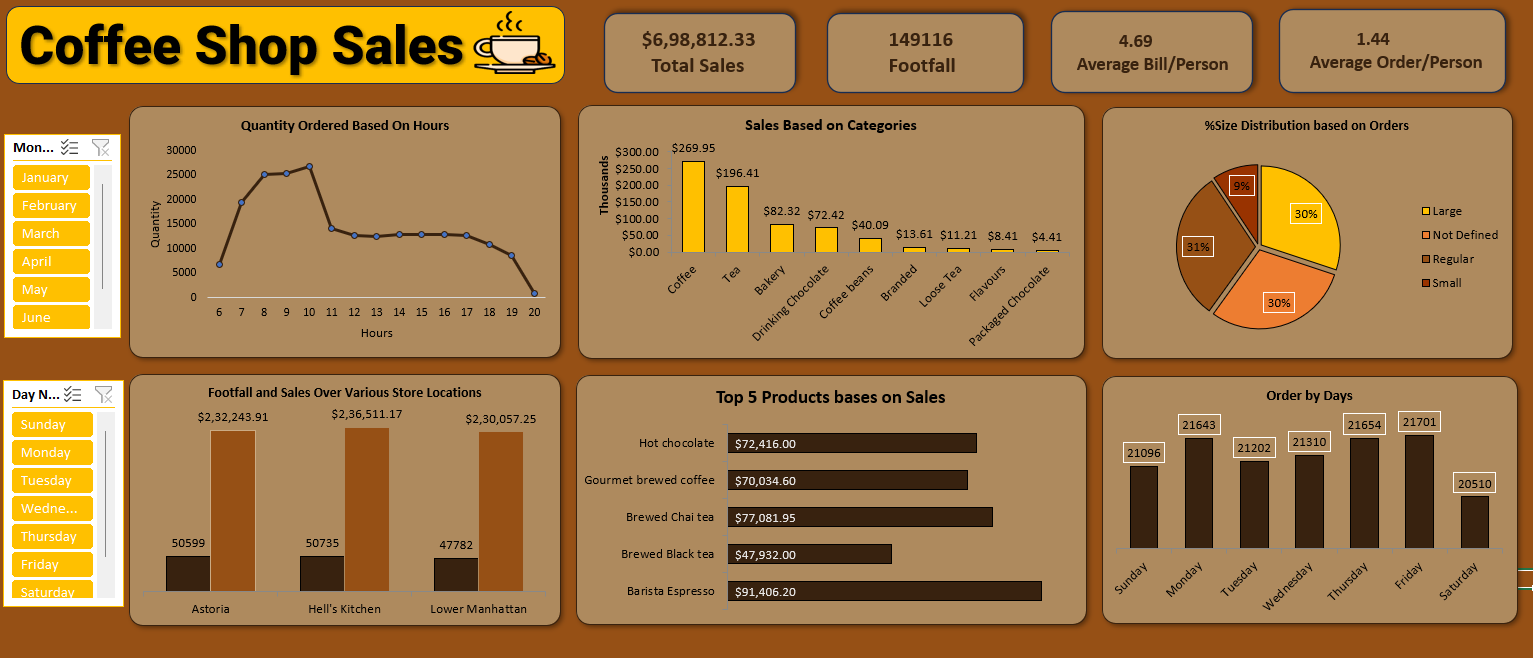 Coffee Shop Sales
$6,98,812.33
Total Sales
149116
Footfall
4.69
Average Bill/Person
1.44
Average Order/Person
Mon...
January
February
March
April
May
June
Quantity Ordered Based On Hours
Quantity
30000
25000
20000
15000
10000
5000
0
6 7 8 9 10 11 12 13 14 15 16 17 18 19 20
Hours
Sales Based on Categories
Thousands
$300.00
$250.00
$200.00
$150.00
$100.00
$50.00
$0.00
$269.95
$196.41
$82.32
$72.42
$40.09
$13.61
$11.21
$8.41
$4.41
Coffee
Tea
Bakery
Drinking Chocolate
Coffee beans
Branded
Loose Tea
Flavours
Packaged Chocolate
%Size Distribution based on Orders
9%
30%
31%
30%
Large
Not Defined
Regular
Small
Day N...
Sunday
Monday
Tuesday
Wedne...
Thursday
Friday
Saturday
Footfall and Sales Over Various Store Locations
$2,32,243.91
$2,36,511.17
$2,30,057.25
50599
50735
47782
Astoria
Hell's Kitchen
Lower Manhattan
Top 5 Products bases on Sales
Hot chocolate $72,416.00
Gourmet brewed coffee $70,034.60
Brewed Chai tea $77,081.95
Brewed Black tea $47,932.00
Barista Espresso $91,406.20
Order by Days
21096
21643
21202
21310
21654
21701
20510
Sunday
Monday
Tuesday
Wednesday
Thursday
Friday
Saturday